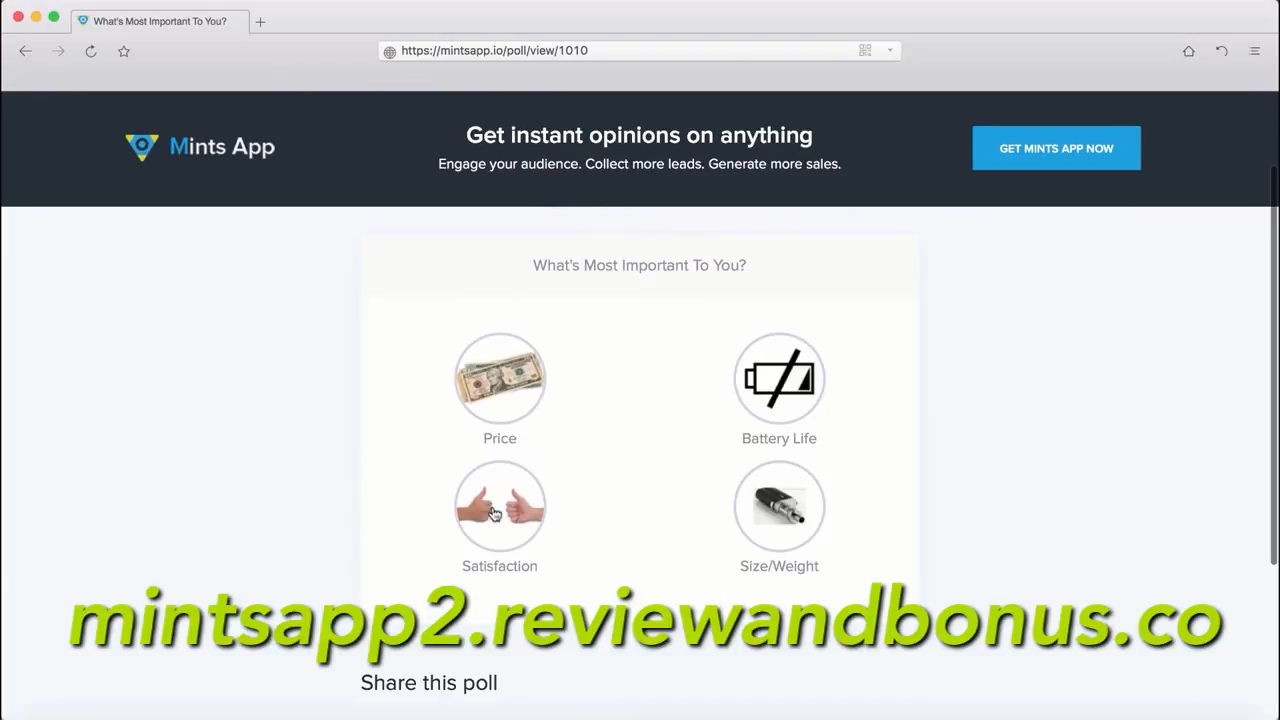 What's Most Important To You?
https://mintsapp.io/poll/view/1010
Mints App
Get instant opinions on anything
Engage your audience. Collect more leads. Generate more sales.
GET MINTS APP NOW
What's Most Important To You?
Price
Battery Life
Satisfaction
Size/Weight
mintsapp2.reviewandbonus.co
Share this poll